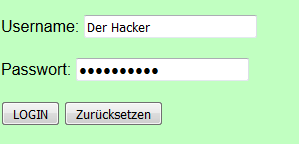 Username: Der Hacker
Passwort: ●●●●●●●●●●
LOGIN Zurücksetzen